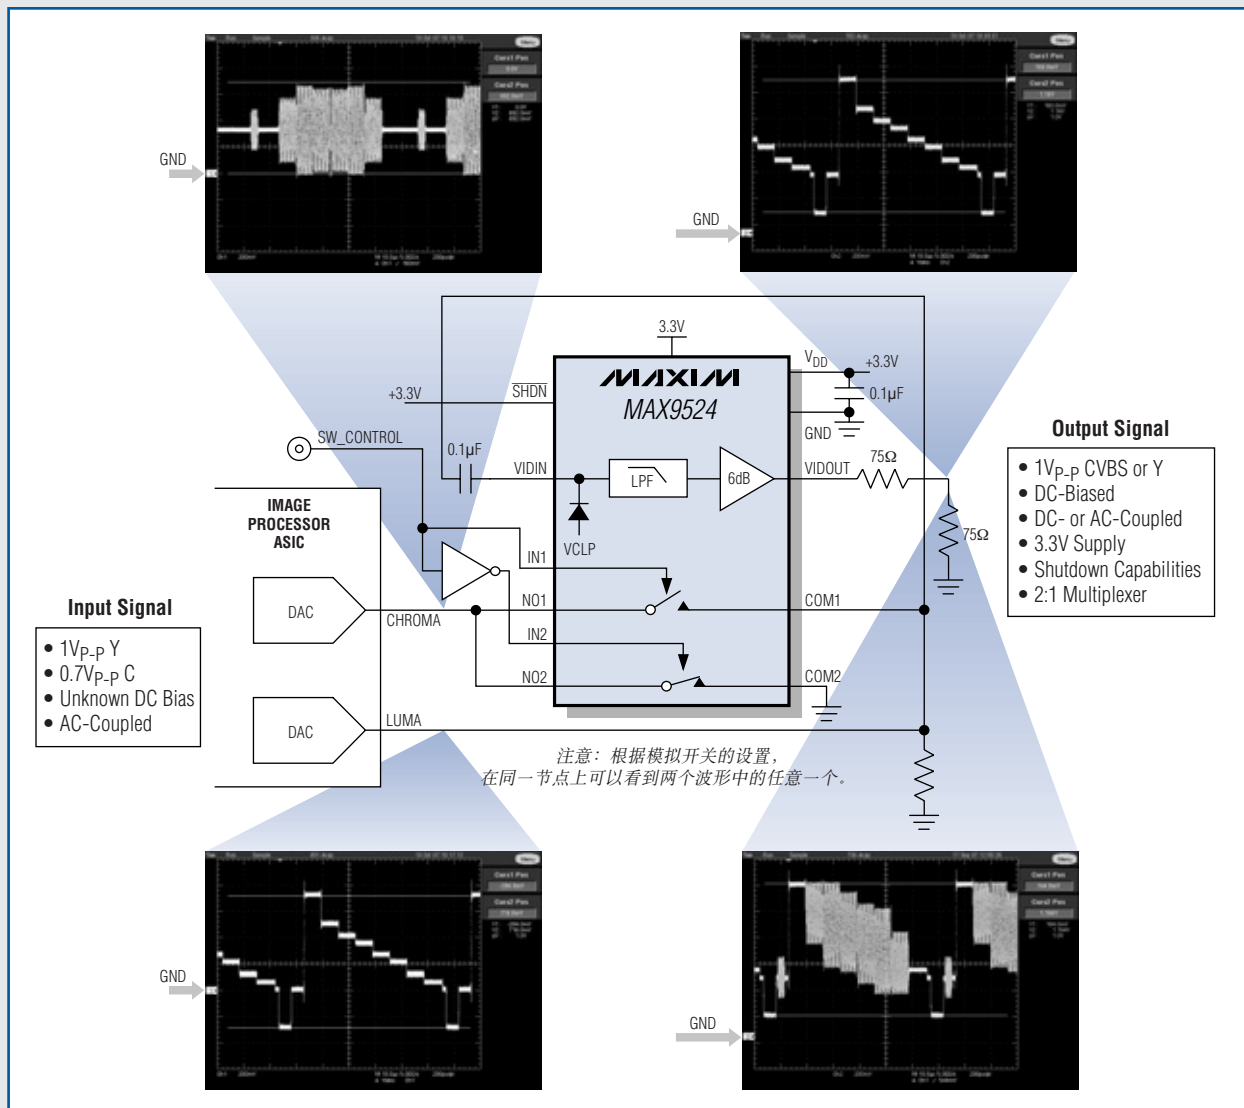 GND
GND
3.3V
VDD
+3.3V
0.1µF
GND
+3.3V
SHDN
MAXIM
MAX9524
SW_CONTROL
0.1µF
VIDIN
LPF
6dB
VIDOUT
75Ω
75Ω
VCLP
IMAGE
PROCESSOR
ASIC
DAC
CHROMA
DAC
LUMA
IN1
NO1
IN2
NO2
COM1
COM2
Input Signal
• 1VP-P Y
• 0.7VP-P C
• Unknown DC Bias
• AC-Coupled
Output Signal
• 1VP-P CVBS or Y
• DC-Biased
• DC- or AC-Coupled
• 3.3V Supply
• Shutdown Capabilities
• 2:1 Multiplexer
注意：根据模拟开关的设置，
在同一节点上可以看到两个波形中的任意一个。
GND
GND